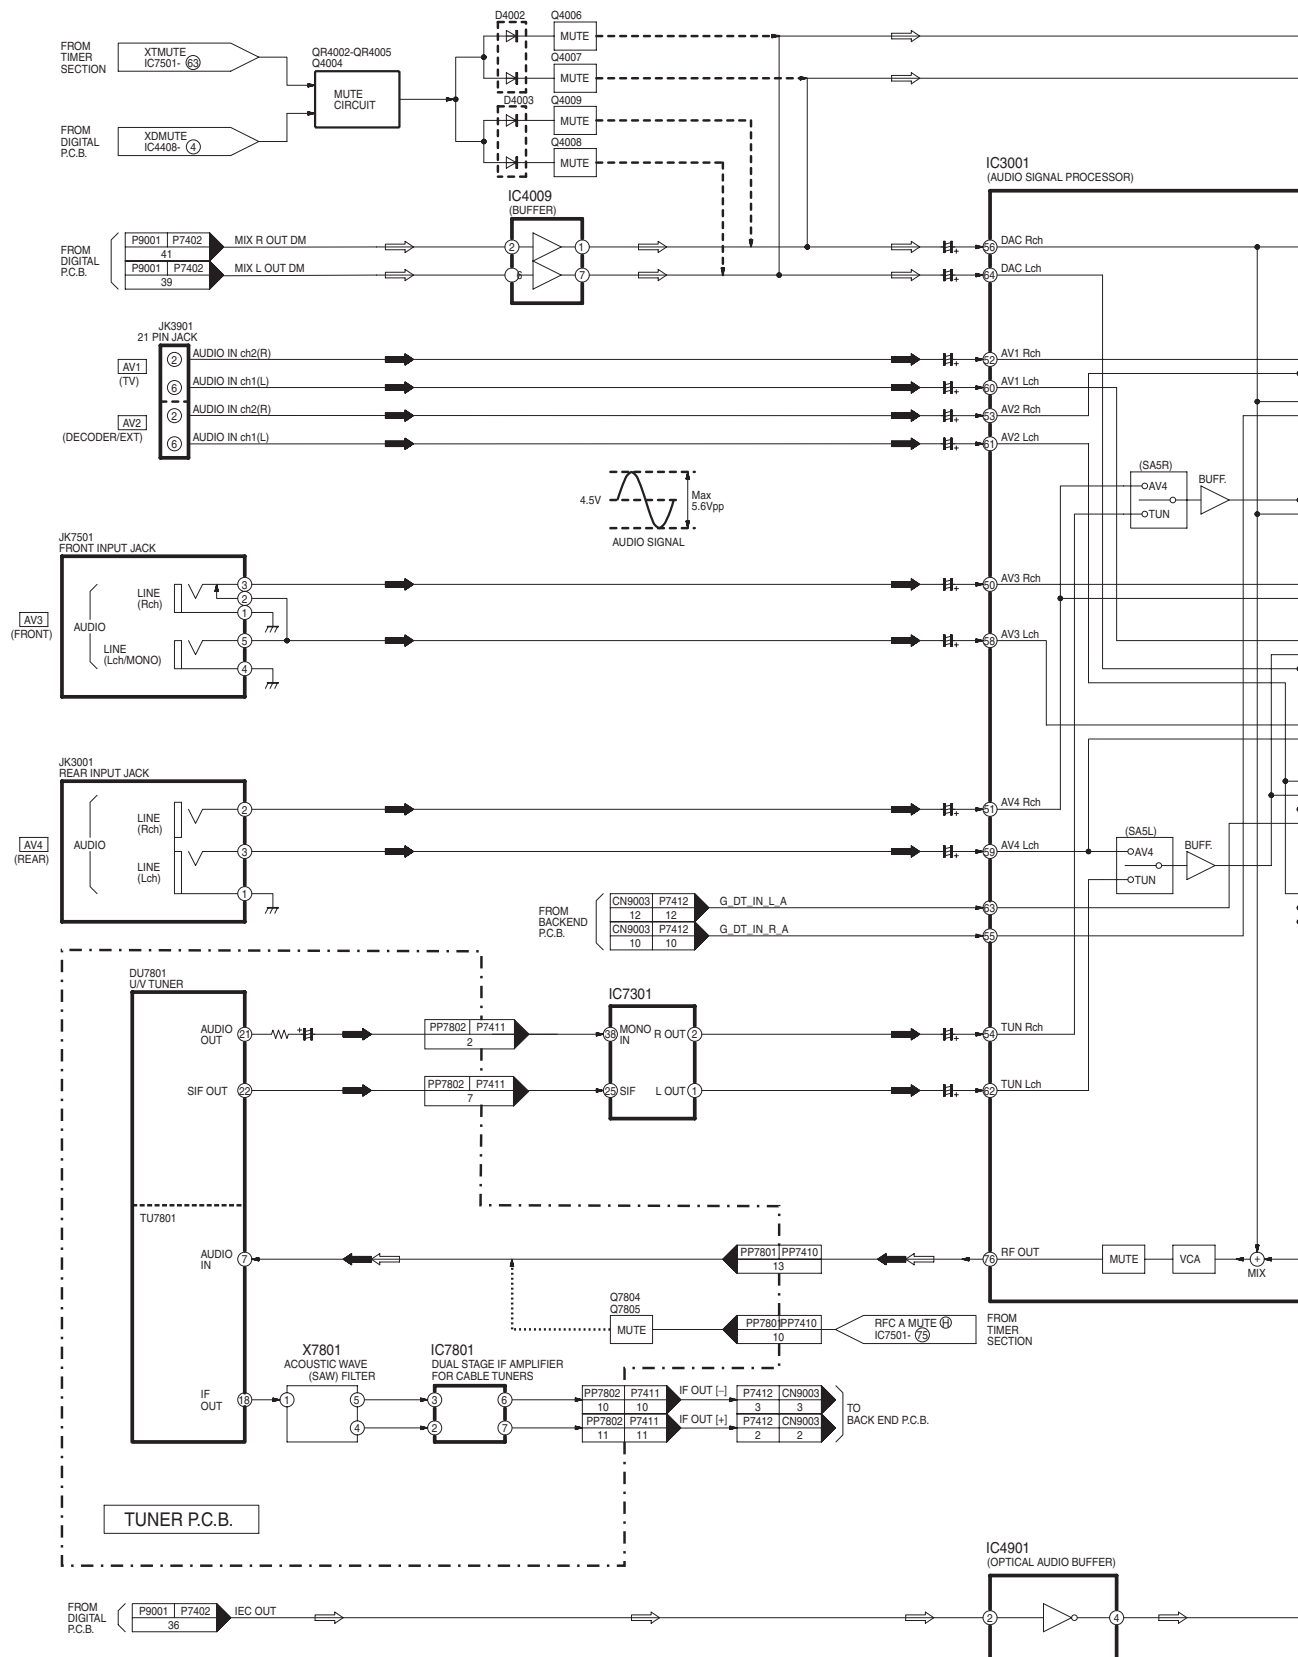 D4002
Q4006
MUTE
FROM
TIMER
SECTION
XTMUTE
IC7501- 63
QR4002-QR4005
Q4004
MUTE
CIRCUIT
Q4007
MUTE
D4003
Q4009
MUTE
FROM
DIGITAL
P.C.B.
XDMUTE
IC4408- 4
Q4008
MUTE
IC3001
(AUDIO SIGNAL PROCESSOR)
IC4009
(BUFFER)
FROM
DIGITAL
P.C.B.
P9001 P7402
41
MIX R OUT DM
2
1
56
DAC Rch
P9001 P7402
39
MIX L OUT DM
6
7
64
DAC Lch
JK3901
21 PIN JACK
AV1
(TV)
2
AUDIO IN ch2(R)
52
AV1 Rch
6
AUDIO IN ch1(L)
60
AV1 Lch
AV2
(DECODER/EXT)
2
AUDIO IN ch2(R)
53
AV2 Rch
6
AUDIO IN ch1(L)
61
AV2 Lch
(SA5R)
AV4
TUN
BUFF.
4.5V
Max
5.6Vpp
AUDIO SIGNAL
JK7501
FRONT INPUT JACK
AV3
(FRONT)
AUDIO
LINE
(Rch)
3
2
1
50
AV3 Rch
LINE
(Lch/MONO)
5
4
58
AV3 Lch
JK3001
REAR INPUT JACK
AV4
(REAR)
AUDIO
LINE
(Rch)
2
51
AV4 Rch
LINE
(Lch)
3
1
59
AV4 Lch
(SA5L)
AV4
TUN
BUFF.
FROM
BACKEND
P.C.B.
CN9003 P7412
12 12
G_DT_IN_L_A
63
CN9003 P7412
10 10
G_DT_IN_R_A
55
DU7801
U/V TUNER
IC7301
AUDIO
OUT
21
PP7802 P7411
2
38
MONO
IN
R OUT
2
54
TUN Rch
SIF OUT
22
PP7802 P7411
7
25
SIF
L OUT
1
62
TUN Lch
TU7801
AUDIO
IN
7
PP7801 PP7410
13
76
RF OUT
MUTE
VCA
MIX
Q7804
Q7805
MUTE
PP7801 PP7410
10
RFC A MUTE H
IC7501- 75
FROM
TIMER
SECTION
X7801
ACOUSTIC WAVE
(SAW) FILTER
IC7801
DUAL STAGE IF AMPLIFIER
FOR CABLE TUNERS
IF
OUT
18
1
5
4
3
2
6
7
PP7802 P7411
10 10
IF OUT [–]
P7412 CN9003
3 3
PP7802 P7411
11 11
IF OUT [+]
P7412 CN9003
2 2
TO
BACK END P.C.B.
TUNER P.C.B.
IC4901
(OPTICAL AUDIO BUFFER)
FROM
DIGITAL
P.C.B.
P9001 P7402
36
IEC OUT
2
4